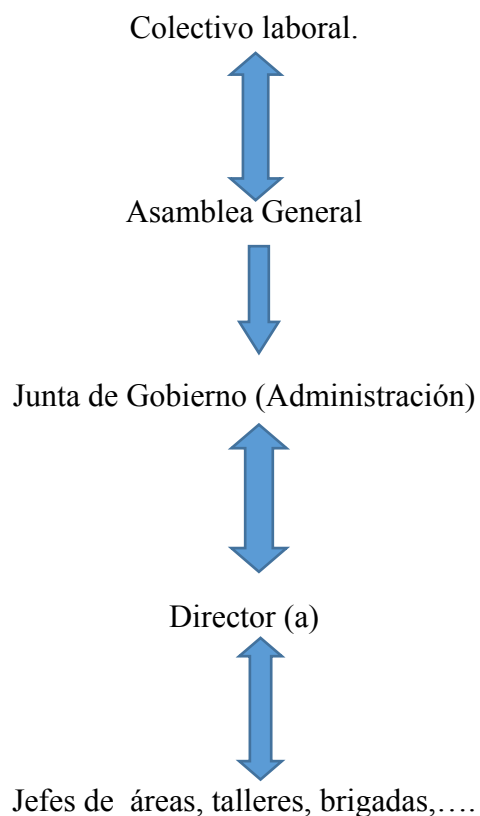 Colectivo laboral.
Asamblea General
Junta de Gobierno (Administración)
Director (a)
Jefes de  áreas, talleres, brigadas,….